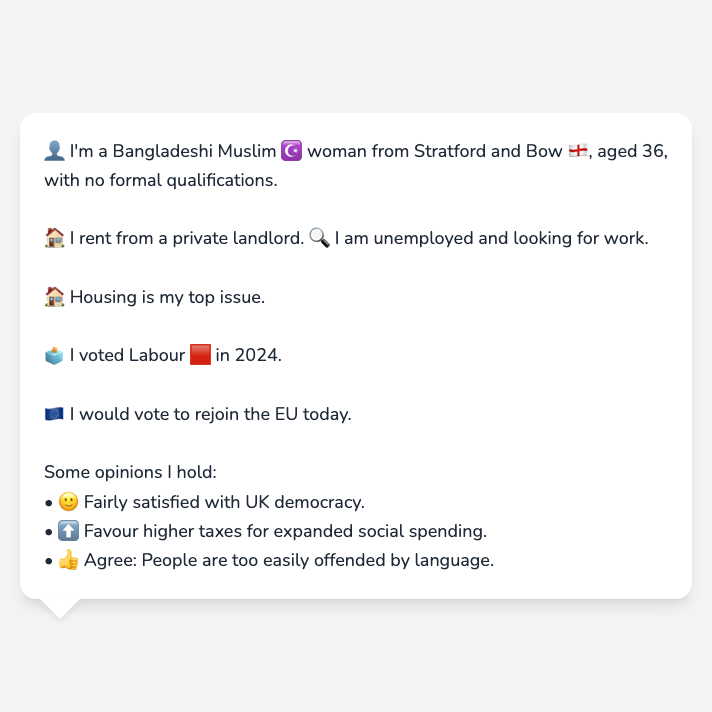 👤 I'm a Bangladeshi Muslim ☪️ woman from Stratford and Bow 🏴󠁧󠁢󠁥󠁮󠁧󠁿, aged 36,
with no formal qualifications.
🏠 I rent from a private landlord. 🔍 I am unemployed and looking for work.
🏠 Housing is my top issue.
🗳️ I voted Labour 🟥 in 2024.
🇪🇺 I would vote to rejoin the EU today.
Some opinions I hold:
• 🙂 Fairly satisfied with UK democracy.
• ⬆️ Favour higher taxes for expanded social spending.
• 👍 Agree: People are too easily offended by language.